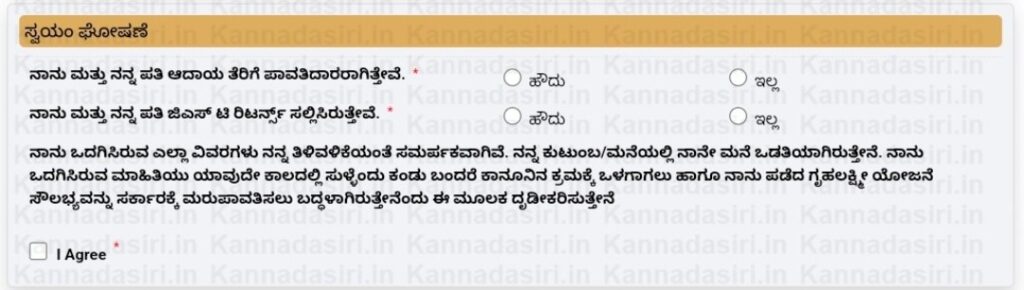 ಸ್ವಯಂ ಘೋಷಣೆ
ನಾನು ಮತ್ತು ನನ್ನ ಪತಿ ಆದಾಯ ತೆರಿಗೆ ಪಾವತಿದಾರರಾಗಿತ್ತೇವೆ. * ಹೌದು ಇಲ್ಲ
ನಾನು ಮತ್ತು ನನ್ನ ಪತಿ ಜಿಎಸ್ ಟಿ ರಿಟರ್ನ್ಸ್ ಸಲ್ಲಿಸಿರುತ್ತೇವೆ. * ಹೌದು ಇಲ್ಲ
ನಾನು ಒದಗಿಸಿರುವ ಎಲ್ಲಾ ವಿವರಗಳು ನನ್ನ ತಿಳಿವಳಿಕೆಯಂತೆ ಸಮರ್ಪಕವಾಗಿವೆ. ನನ್ನ ಕುಟುಂಬ/ಮನೆಯಲ್ಲಿ ನಾನೇ ಮನೆ ಒಡತಿಯಾಗಿರುತ್ತೇನೆ. ನಾನು
ಒದಗಿಸಿರುವ ಮಾಹಿತಿಯು ಯಾವುದೇ ಕಾಲದಲ್ಲಿ ಸುಳ್ಳೆಂದು ಕಂಡು ಬಂದರೆ ಕಾನೂನಿನ ಕ್ರಮಕ್ಕೆ ಒಳಗಾಗಲು ಹಾಗೂ ನಾನು ಪಡೆದ ಗೃಹಲಕ್ಷ್ಮೀ ಯೋಜನೆ
ಸೌಲಭ್ಯವನ್ನು ಸರ್ಕಾರಕ್ಕೆ ಮರುಪಾವತಿಸಲು ಬದ್ಧಳಾಗಿರುತ್ತೇನೆಂದು ಈ ಮೂಲಕ ದೃಡೀಕರಿಸುತ್ತೇನೆ
I Agree *
Kannadasiri.in